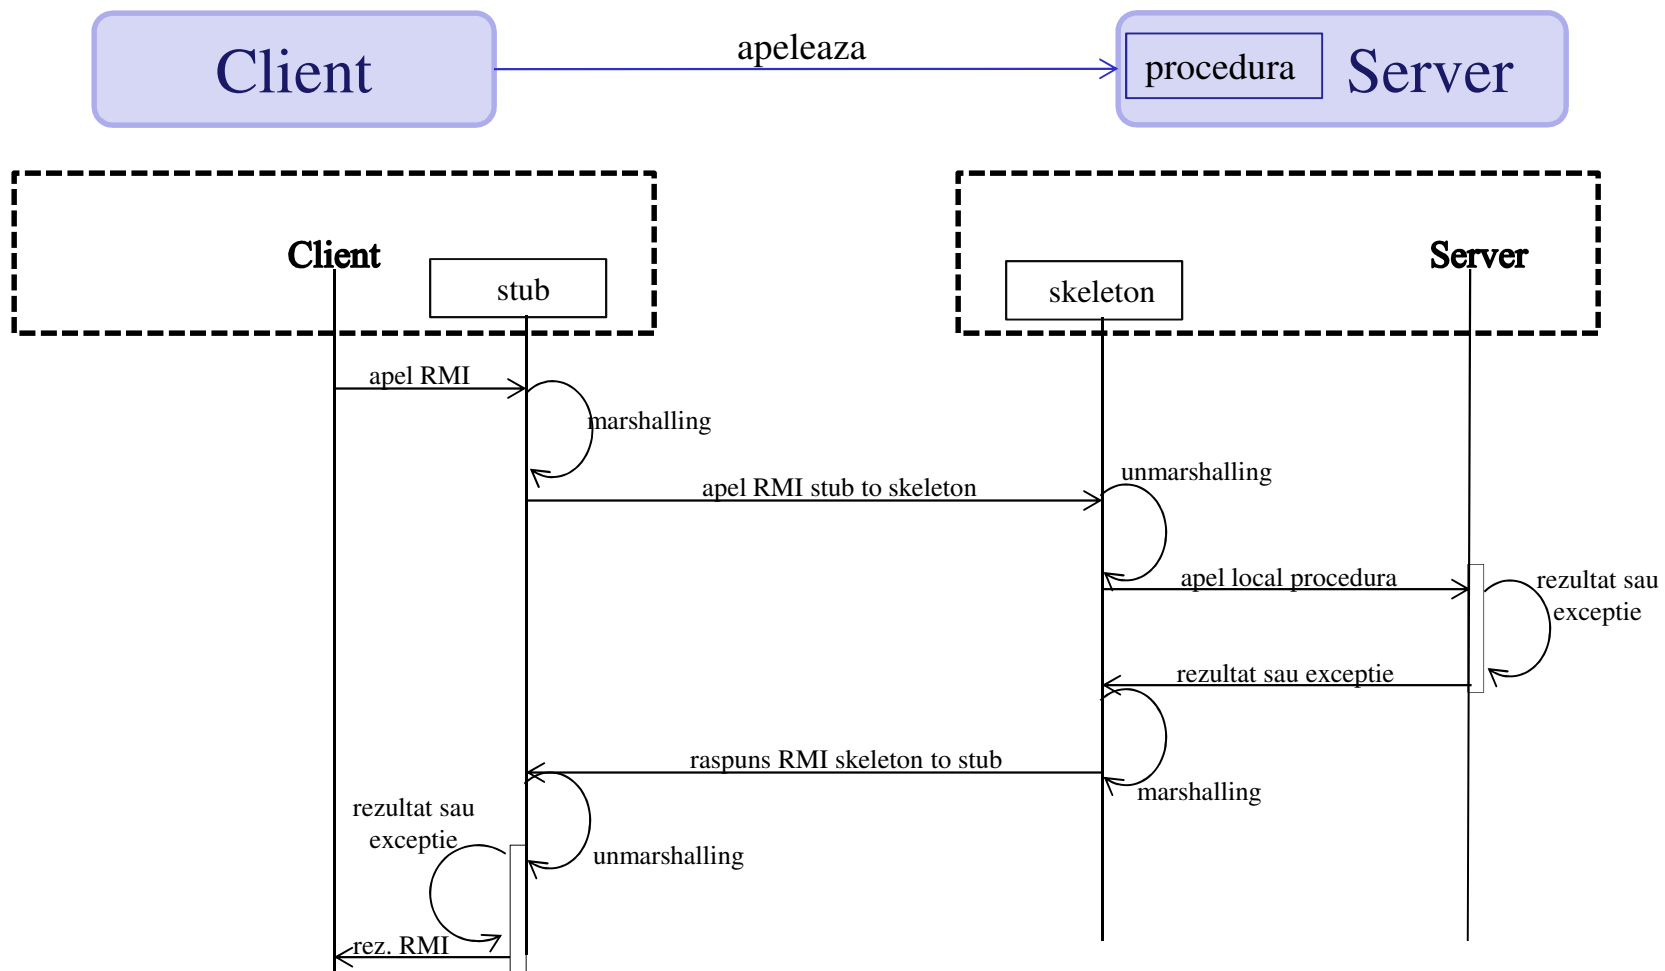 Client
apeleaza
procedura
Server
Client
stub
skeleton
Server
apel RMI
marshalling
unmarshalling
apel RMI stub to skeleton
apel local procedura
rezultat sau
exceptie
rezultat sau exceptie
raspuns RMI skeleton to stub
marshalling
rezultat sau
exceptie
unmarshalling
rez. RMI